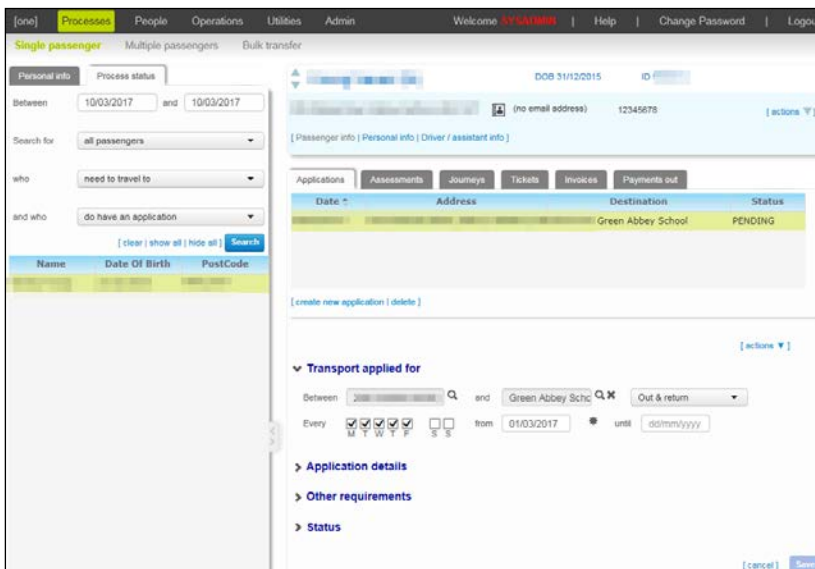 [one] Processes People Operations Utilities Admin Welcome SYSADMIN | Help | Change Password | Logou
Single passenger Multiple passengers Bulk transfer
Personal info Process status
Between 10/03/2017 and 10/03/2017
Search for all passengers
who need to travel to
and who do have an application
[ clear | show all | hide all ] Search
Name Date Of Birth PostCode
DOB 31/12/2015 ID
(no email address) 12345678 [ actions ▼ ]
[ Passenger info | Personal info | Driver / assistant info ]
Applications Assessments Journeys Tickets Invoices Payments out
Date Address Destination Status
Green Abbey School PENDING
[ create new application | delete ]
[ actions ▼ ]
Transport applied for
Between and Green Abbey Schc Out & return
Every M T W T F S S from 01/03/2017 until dd/mm/yyyy
Application details
Other requirements
Status
[ cancel ] Save